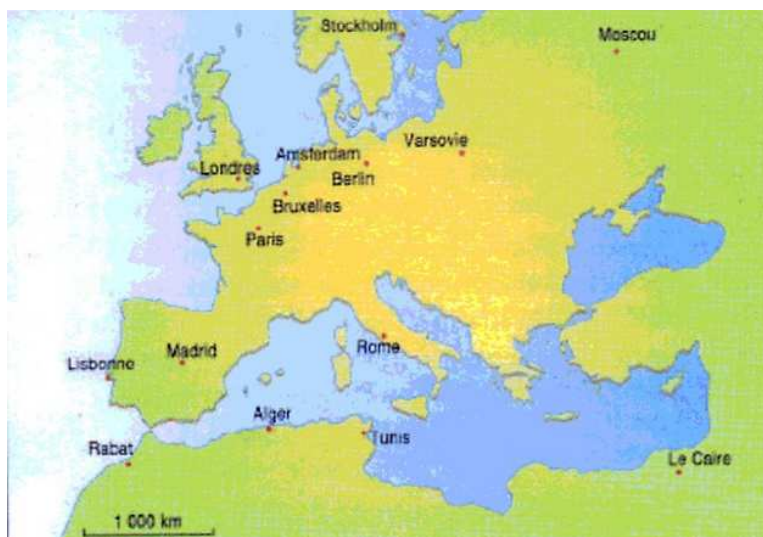 Stockholm
Moscou
Varsovie
Amsterdam
Londres
Berlin
Bruxelles
Paris
Rome
Madrid
Lisbonne
Alger
Tunis
Rabat
Le Caire
1 000 km